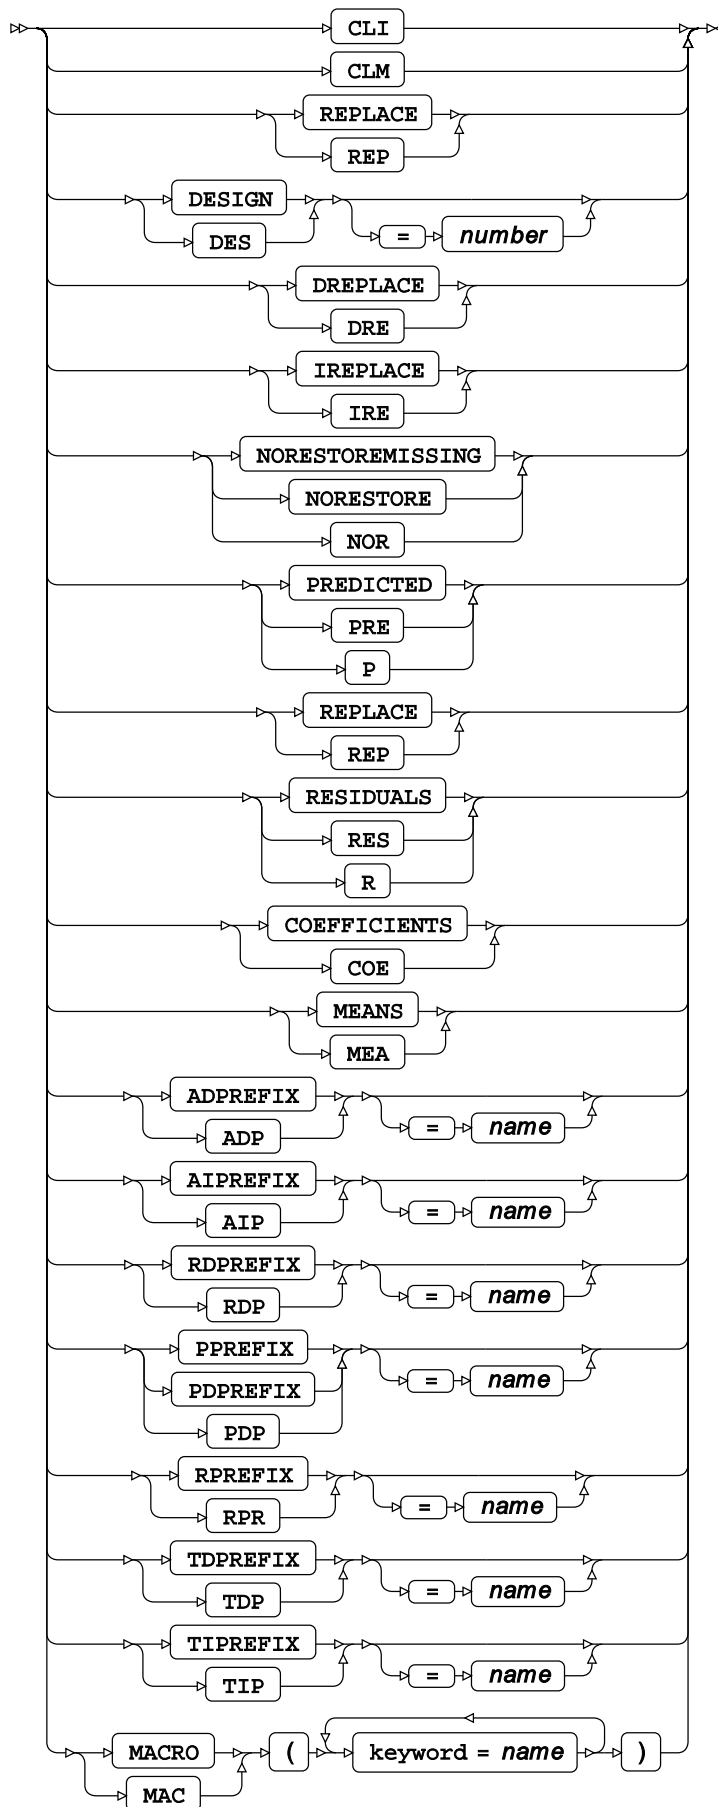 CLI
CLM
REPLACE
REP
DESIGN
DES
= number
DREPLACE
DRE
IREPLACE
IRE
NORESTOREMISSING
NORESTORE
NOR
PREDICTED
PRE
P
REPLACE
REP
RESIDUALS
RES
R
COEFFICIENTS
COE
MEANS
MEA
ADPREFIX
ADP
= name
AIPREFIX
AIP
= name
RDPREFIX
RDP
= name
PPREFIX
PDPREFIX
PDP
= name
RPREFIX
RPR
= name
TDPREFIX
TDP
= name
TIPREFIX
TIP
= name
MACRO
MAC
( keyword = name )